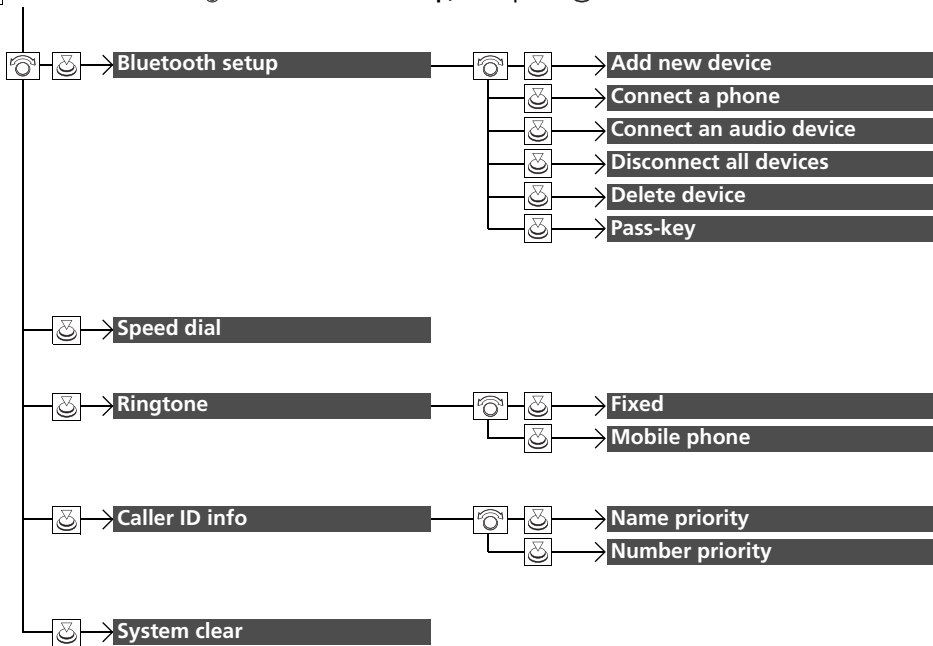 Bluetooth setup
Add new device
Connect a phone
Connect an audio device
Disconnect all devices
Delete device
Pass-key
Speed dial
Ringtone
Fixed
Mobile phone
Caller ID info
Name priority
Number priority
System clear